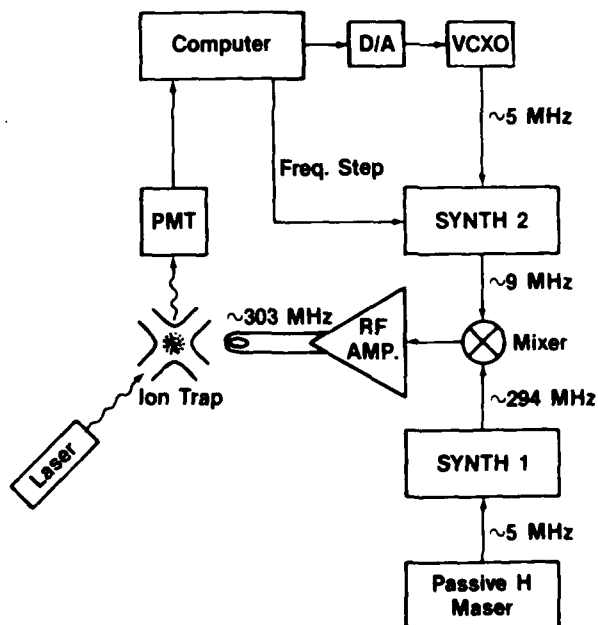 Computer
D/A
VCXO
~5 MHz
Freq. Step
PMT
SYNTH 2
~9 MHz
~303 MHz
RF
AMP.
Mixer
Ion Trap
~294 MHz
Laser
SYNTH 1
~5 MHz
Passive H
Maser